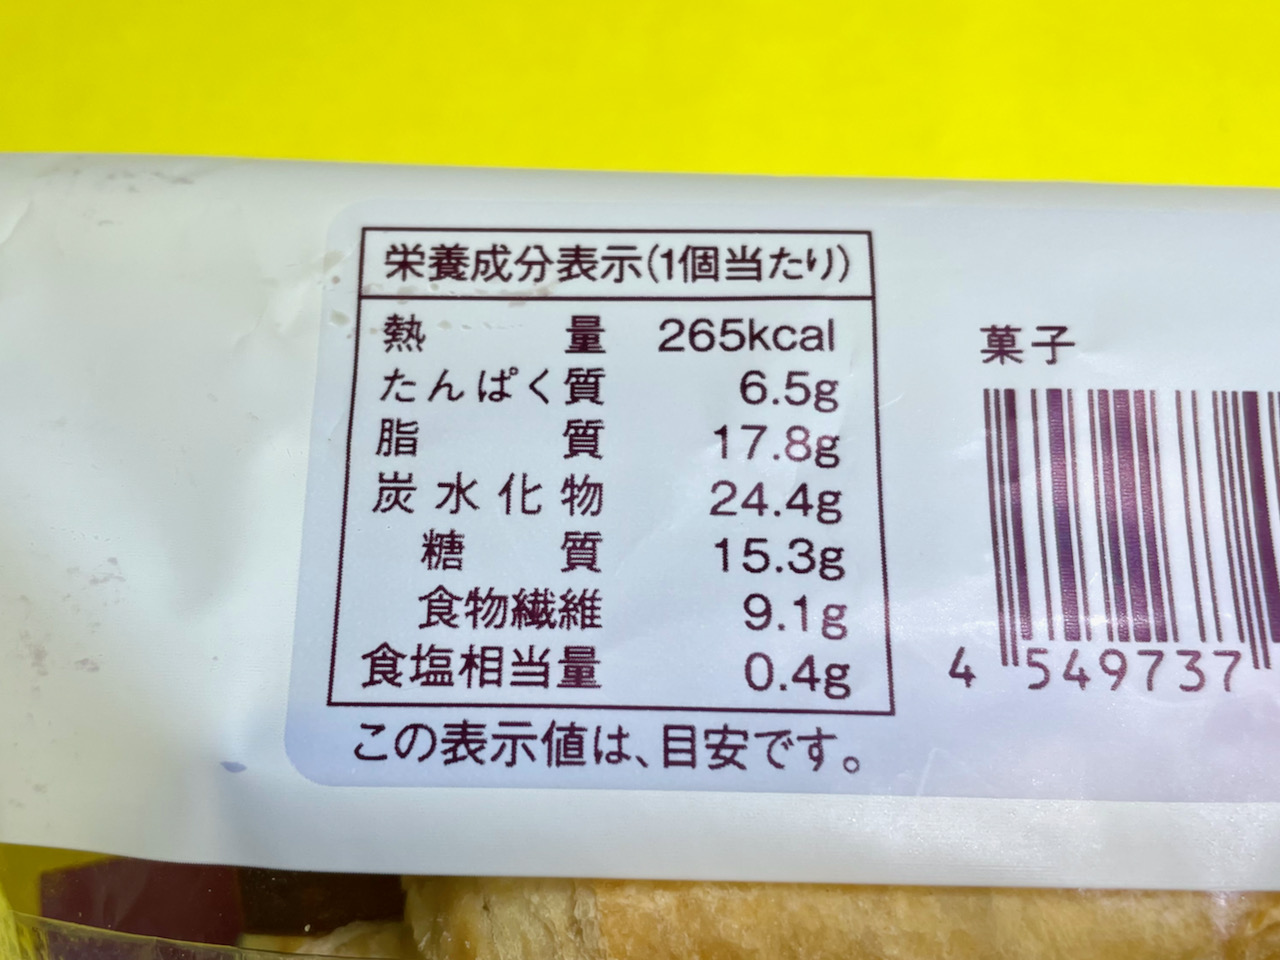 栄養成分表示(1個当たり)
熱量 265kcal
たんぱく質 6.5g
脂質 17.8g
炭水化物 24.4g
糖質 15.3g
食物繊維 9.1g
食塩相当量 0.4g
この表示値は、目安です。
菓子
4 549737